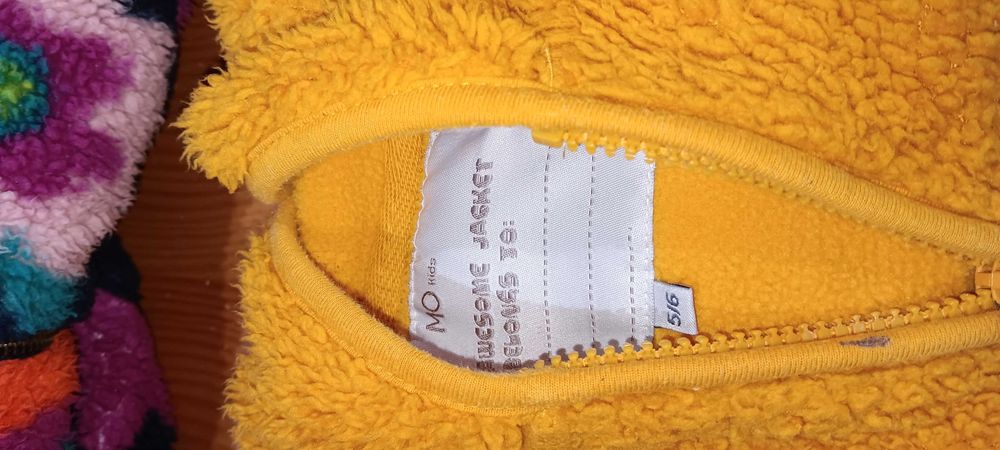 MO Kids
AWESOME JACKET
BELONGS TO:
5/6